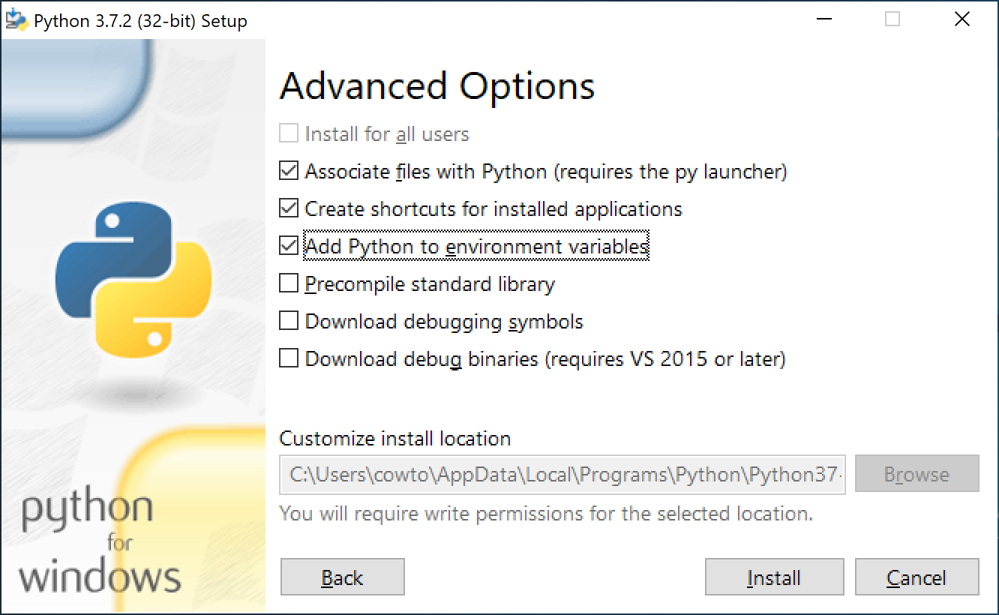 Python 3.7.2 (32-bit) Setup
Advanced Options
Install for all users
Associate files with Python (requires the py launcher)
Create shortcuts for installed applications
Add Python to environment variables
Precompile standard library
Download debugging symbols
Download debug binaries (requires VS 2015 or later)
Customize install location
C:\Users\cowto\AppData\Local\Programs\Python\Python37-
Browse
You will require write permissions for the selected location.
python
for
windows
Back
Install
Cancel